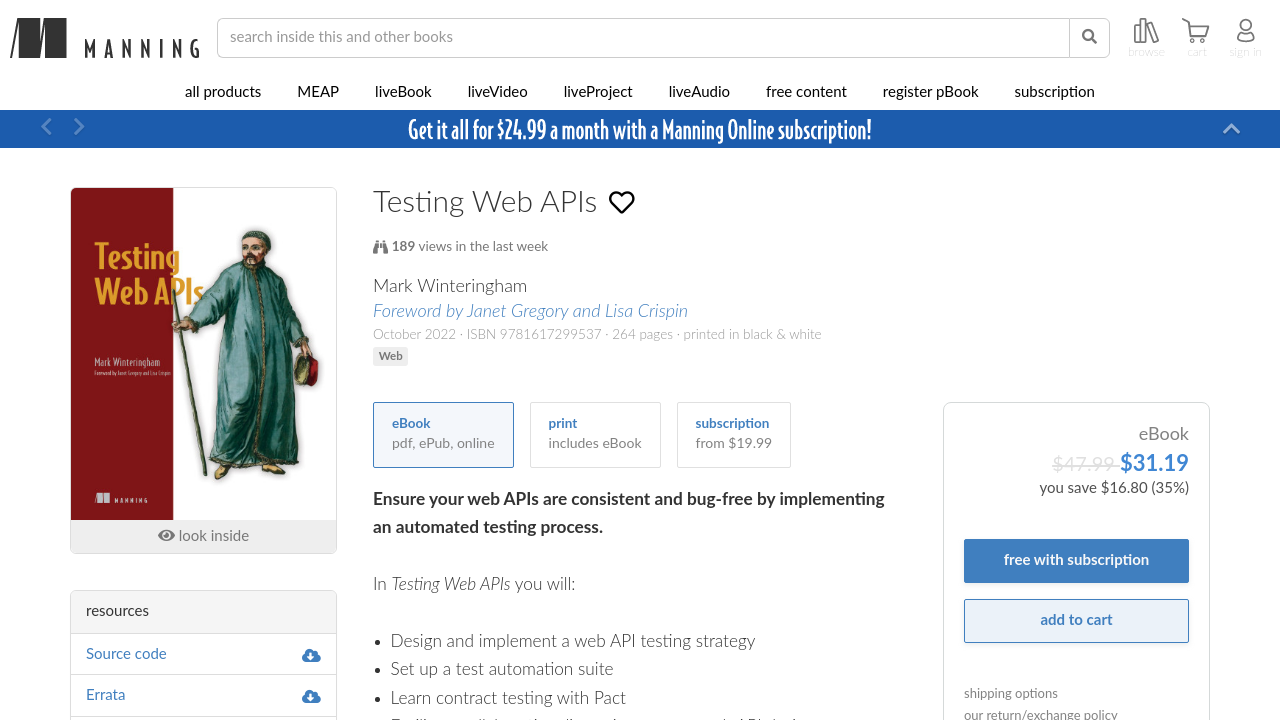 MANNING
search inside this and other books
browse
cart
sign in
all products
MEAP
liveBook
liveVideo
liveProject
liveAudio
free content
register pBook
subscription
Get it all for $24.99 a month with a Manning Online subscription!
Testing
Web APIs
Mark Winteringham
Foreword by Janet Gregory and Lisa Crispin
MANNING
look inside
resources
Source code
Errata
Testing Web APIs
189 views in the last week
Mark Winteringham
Foreword by Janet Gregory and Lisa Crispin
October 2022 · ISBN 9781617299537 · 264 pages · printed in black & white
Web
eBook
pdf, ePub, online
print
includes eBook
subscription
from $19.99
Ensure your web APIs are consistent and bug-free by implementing
an automated testing process.
In Testing Web APIs you will:
• Design and implement a web API testing strategy
• Set up a test automation suite
• Learn contract testing with Pact
eBook
$47.99 $31.19
you save $16.80 (35%)
free with subscription
add to cart
shipping options
our return/exchange policy